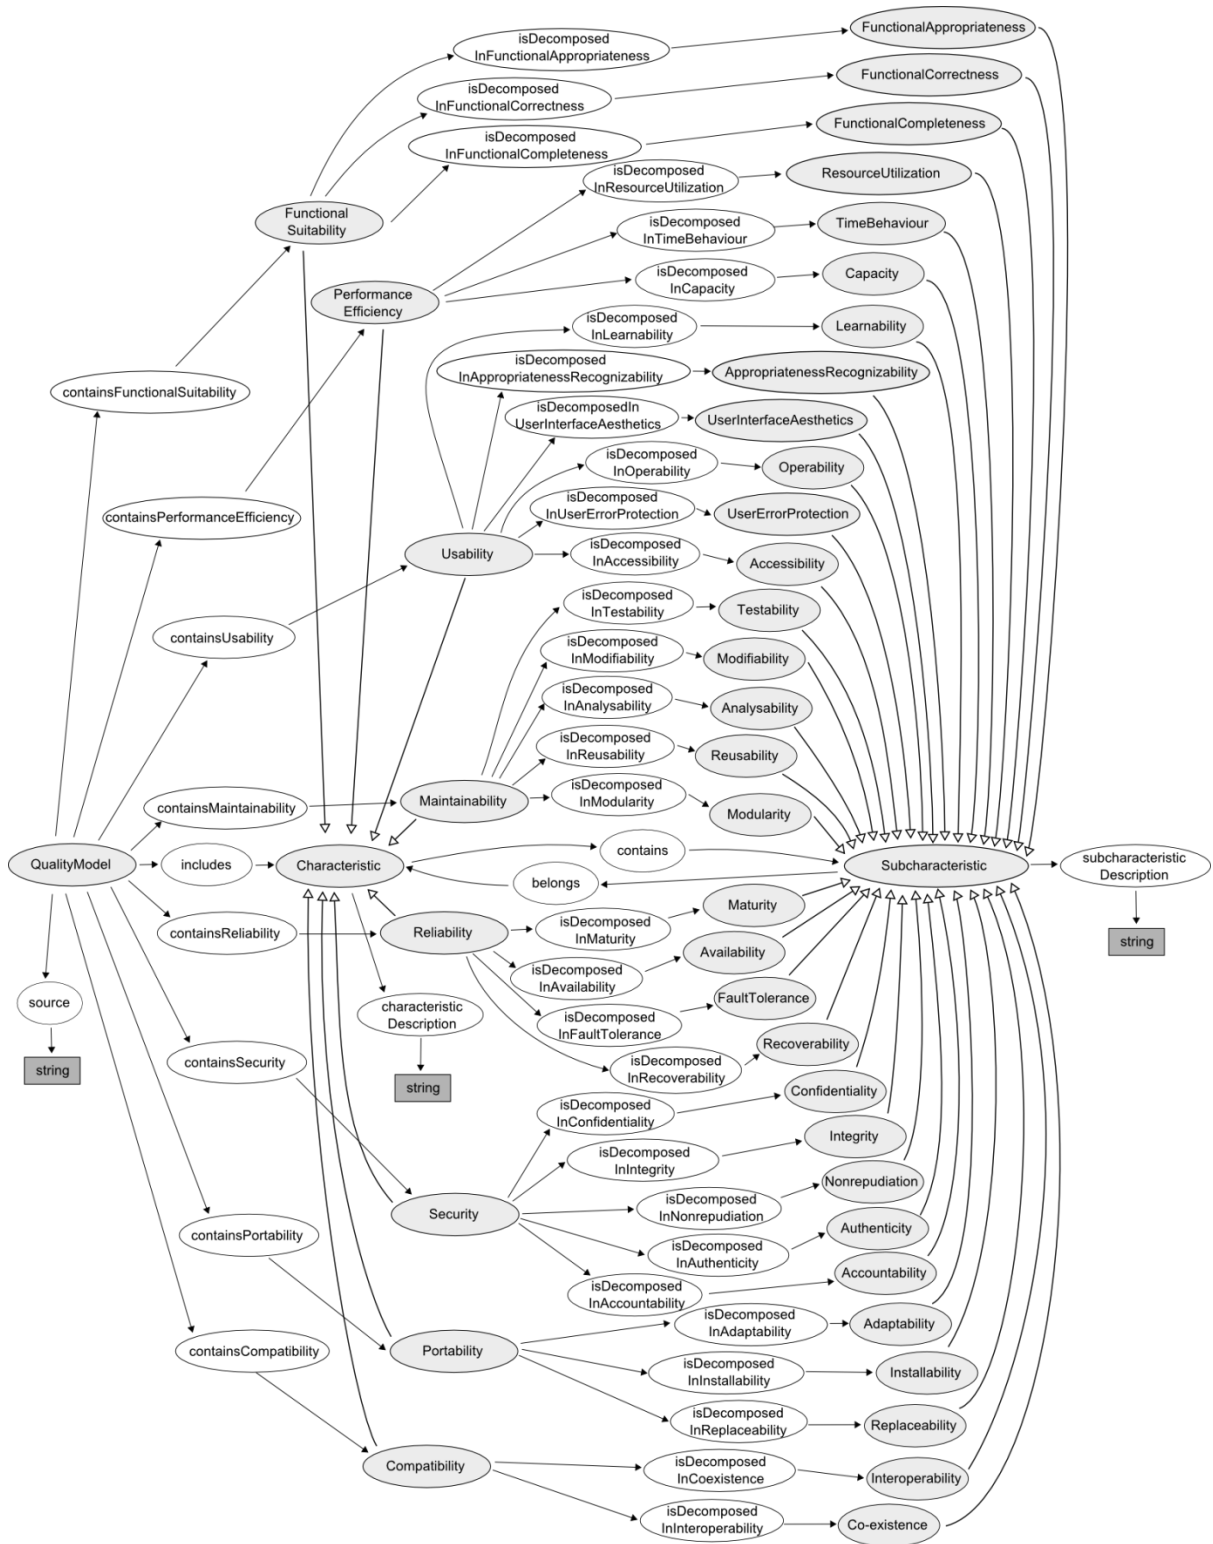 isDecomposed
InFunctionalAppropriateness
FunctionalAppropriateness
isDecomposed
InFunctionalCorrectness
FunctionalCorrectness
isDecomposed
InFunctionalCompleteness
FunctionalCompleteness
isDecomposed
InResourceUtilization
ResourceUtilization
Functional
Suitability
isDecomposed
InTimeBehaviour
TimeBehaviour
Performance
Efficiency
isDecomposed
InCapacity
Capacity
isDecomposed
InLearnability
Learnability
containsFunctionalSuitability
isDecomposed
InAppropriatenessRecognizability
AppropriatenessRecognizability
isDecomposedIn
UserInterfaceAesthetics
UserInterfaceAesthetics
isDecomposed
InOperability
Operability
containsPerformanceEfficiency
isDecomposed
InUserErrorProtection
UserErrorProtection
Usability
isDecomposed
InAccessibility
Accessibility
isDecomposed
InTestability
Testability
containsUsability
isDecomposed
InModifiability
Modifiability
isDecomposed
InAnalysability
Analysability
isDecomposed
InReusability
Reusability
containsMaintainability
Maintainability
isDecomposed
InModularity
Modularity
QualityModel
includes
Characteristic
contains
belongs
Subcharacteristic
subcharacteristic
Description
string
containsReliability
Reliability
isDecomposed
InMaturity
Maturity
isDecomposed
InAvailability
Availability
source
string
characteristic
Description
string
isDecomposed
InFaultTolerance
FaultTolerance
containsSecurity
isDecomposed
InRecoverability
Recoverability
isDecomposed
InConfidentiality
Confidentiality
isDecomposed
InIntegrity
Integrity
Security
isDecomposed
InNonrepudiation
Nonrepudiation
containsPortability
isDecomposed
InAuthenticity
Authenticity
isDecomposed
InAccountability
Accountability
isDecomposed
InAdaptability
Adaptability
containsCompatibility
Portability
isDecomposed
InInstallability
Installability
isDecomposed
InReplaceability
Replaceability
Compatibility
isDecomposed
InCoexistence
Interoperability
isDecomposed
InInteroperability
Co-existence